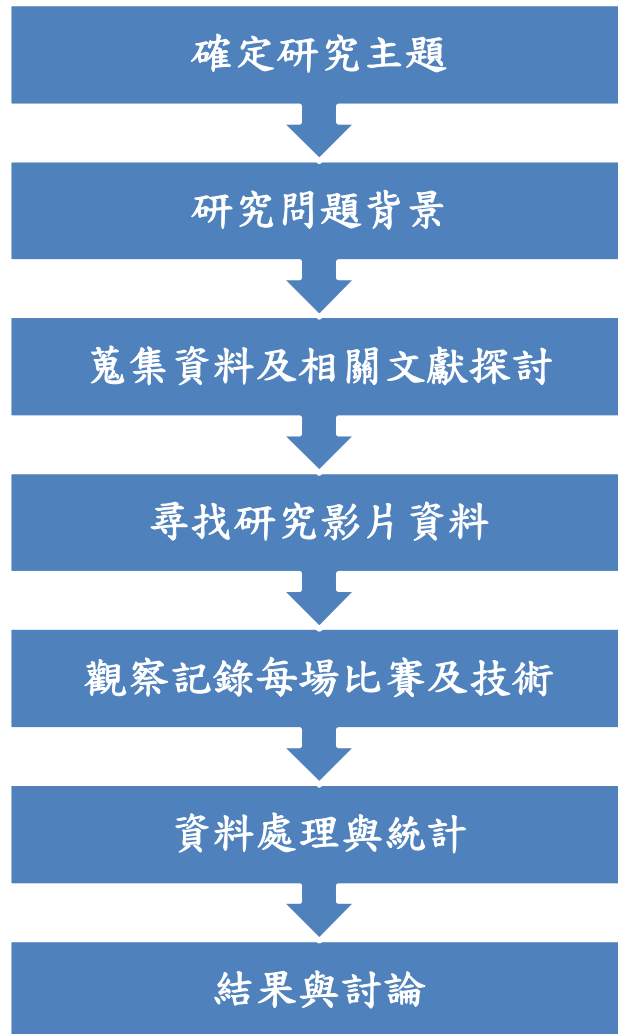 確定研究主題
研究問題背景
蒐集資料及相關文獻探討
尋找研究影片資料
觀察記錄每場比賽及技術
資料處理與統計
結果與討論